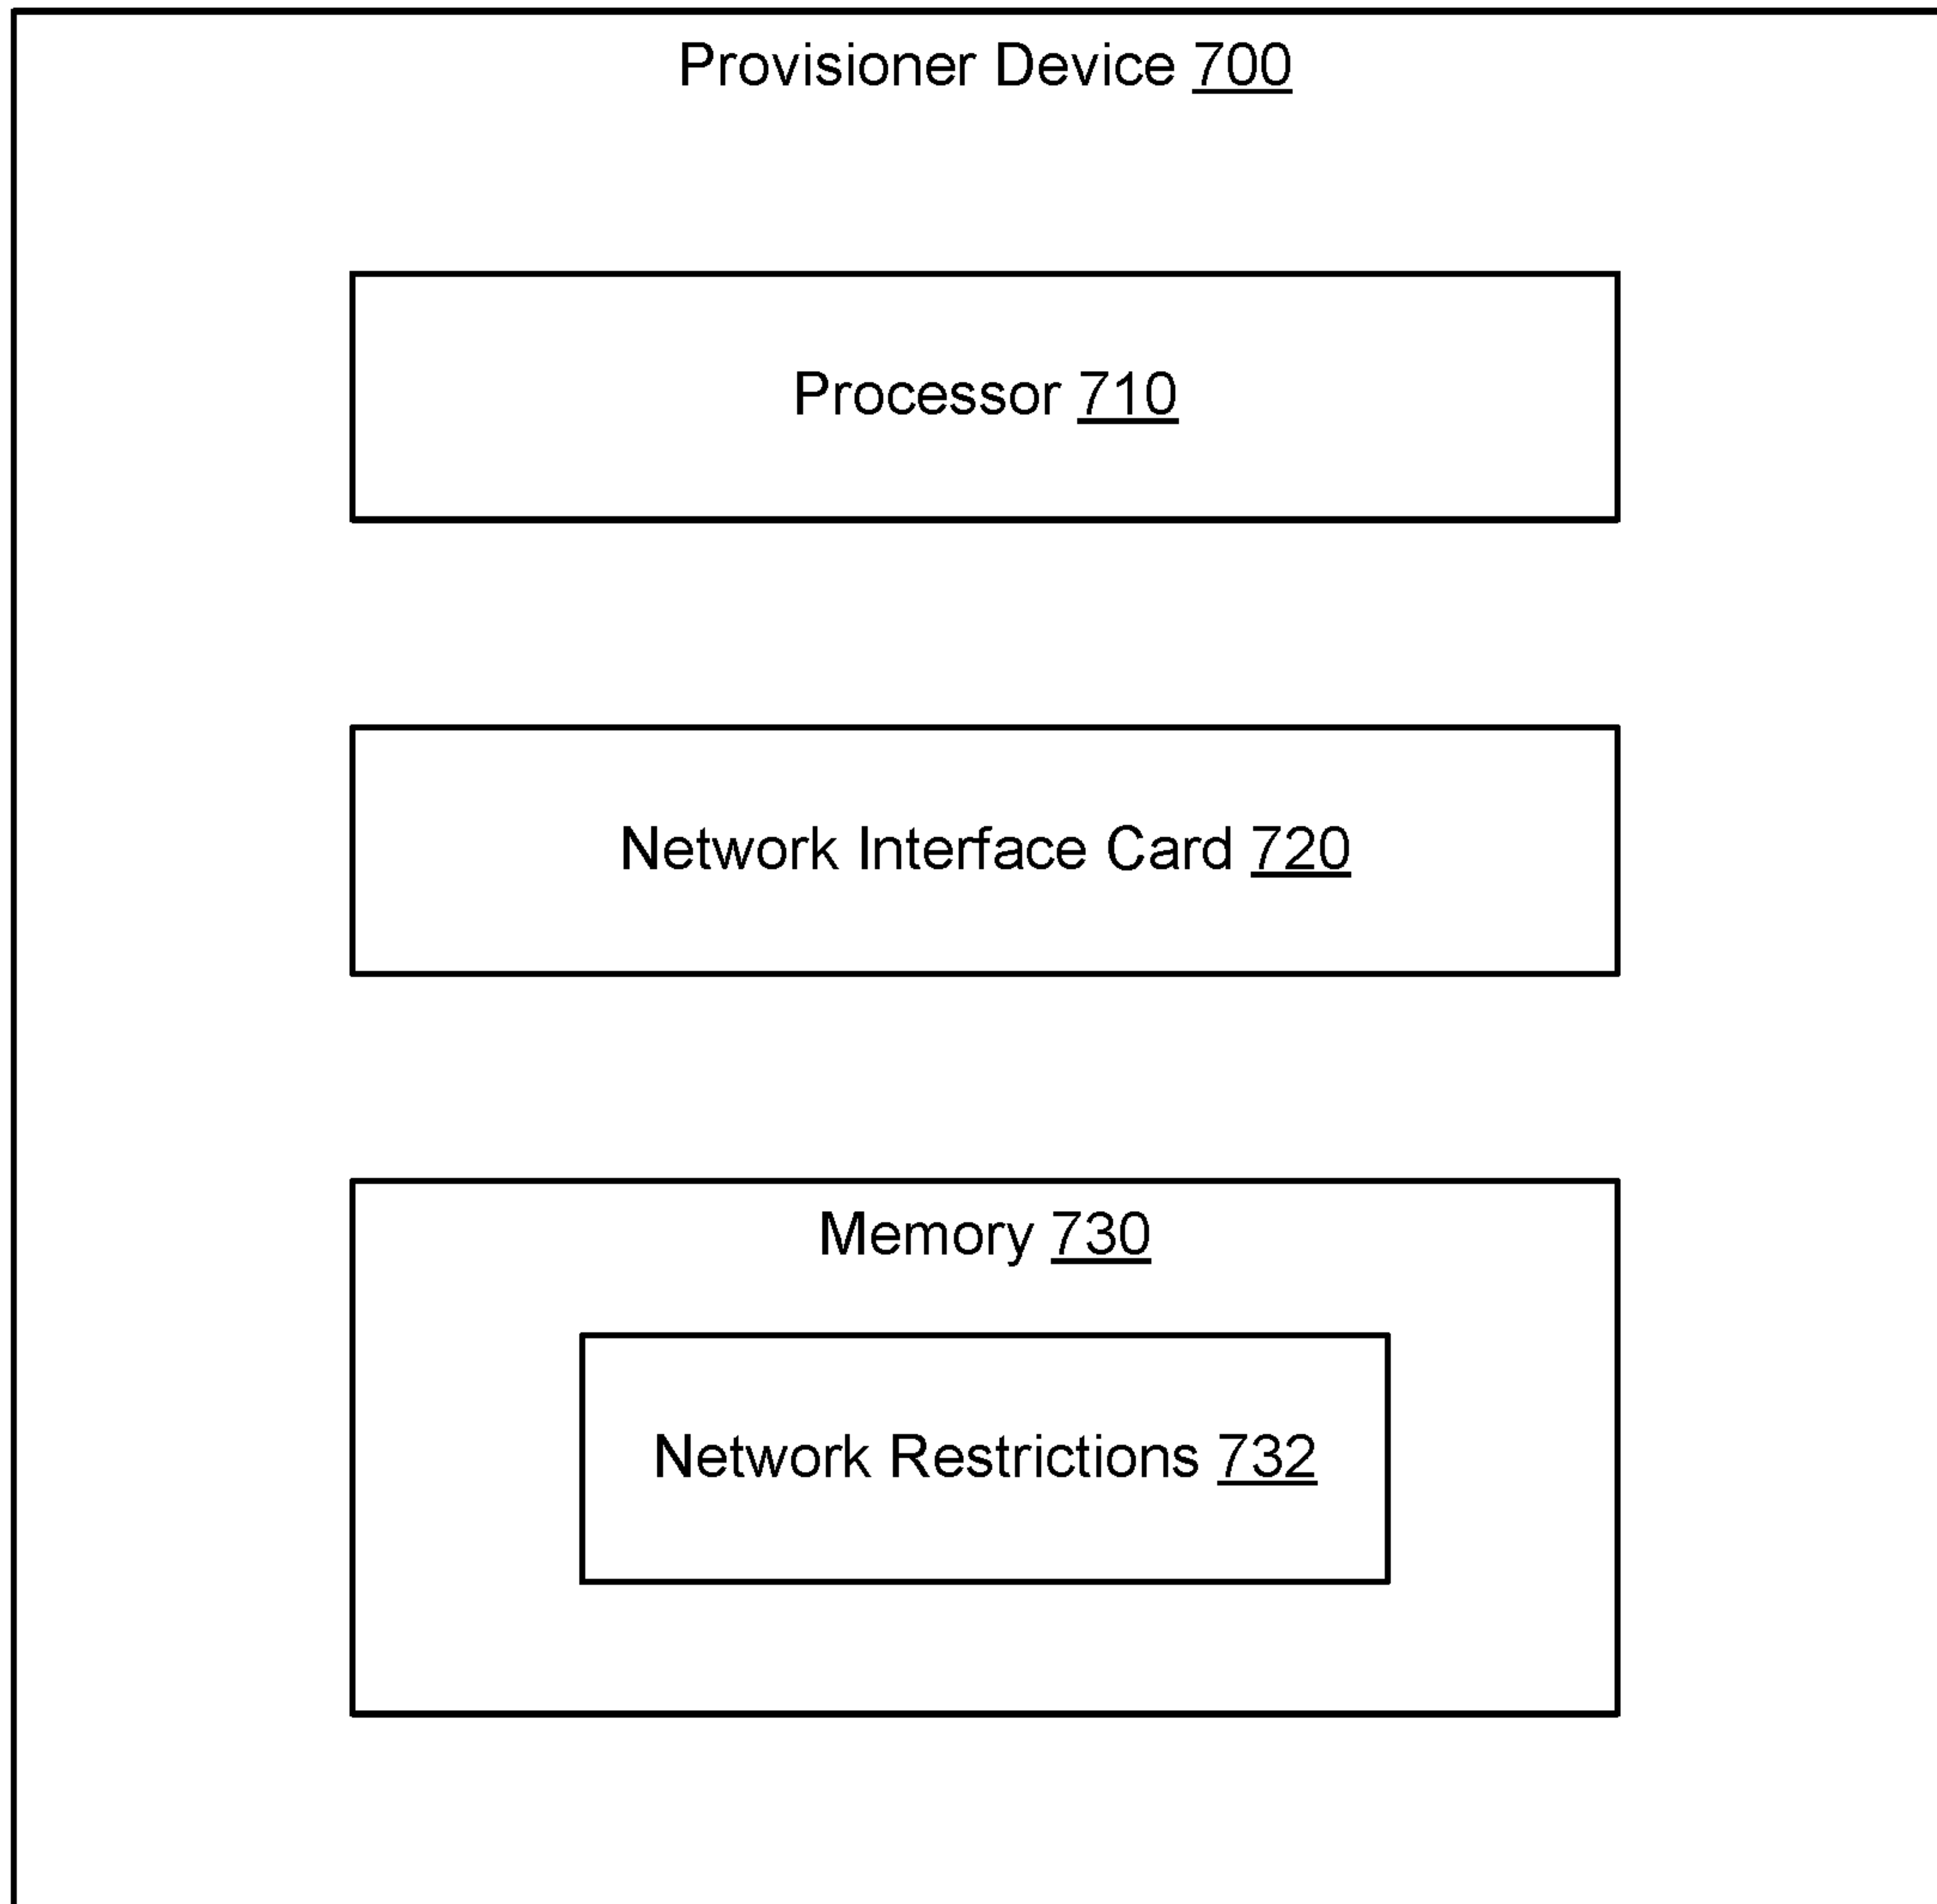 Provisioner Device 700
Processor 710
Network Interface Card 720
Memory 730
Network Restrictions 732